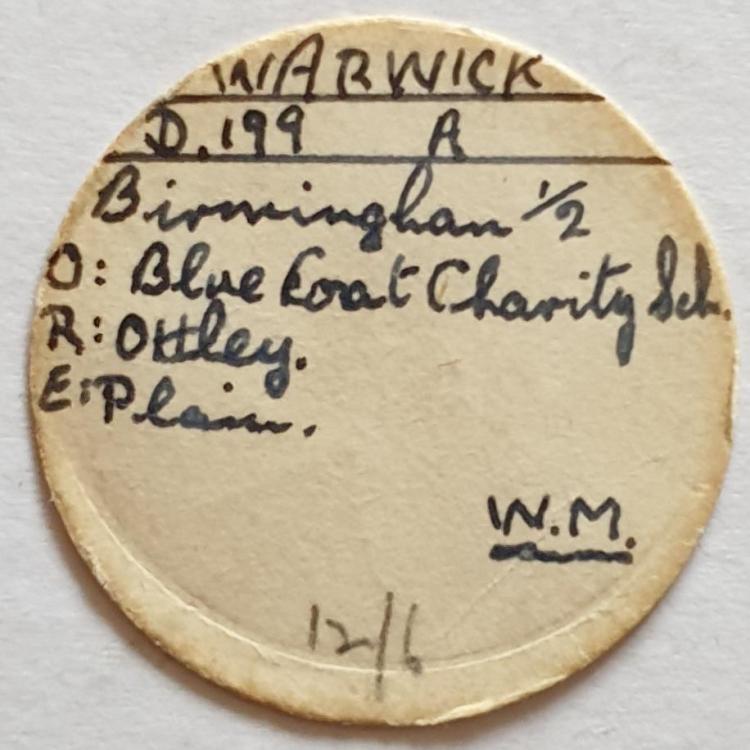 WARWICK
D.199 A
Birmingham 1/2
O: Blue Coat Charity Sch.
R: Ottley.
E: Plain.
W.M.
12/6